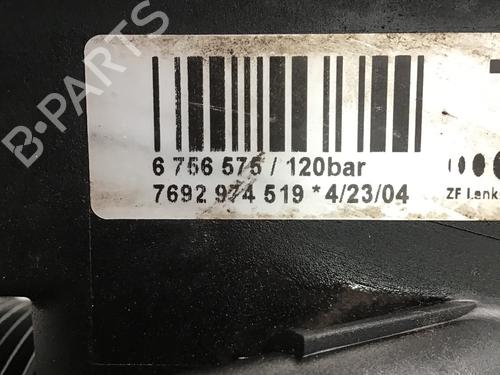 B-PARTS
6 756 575 / 120bar
7692 974 519 * 4/23/04
ZF Lenk